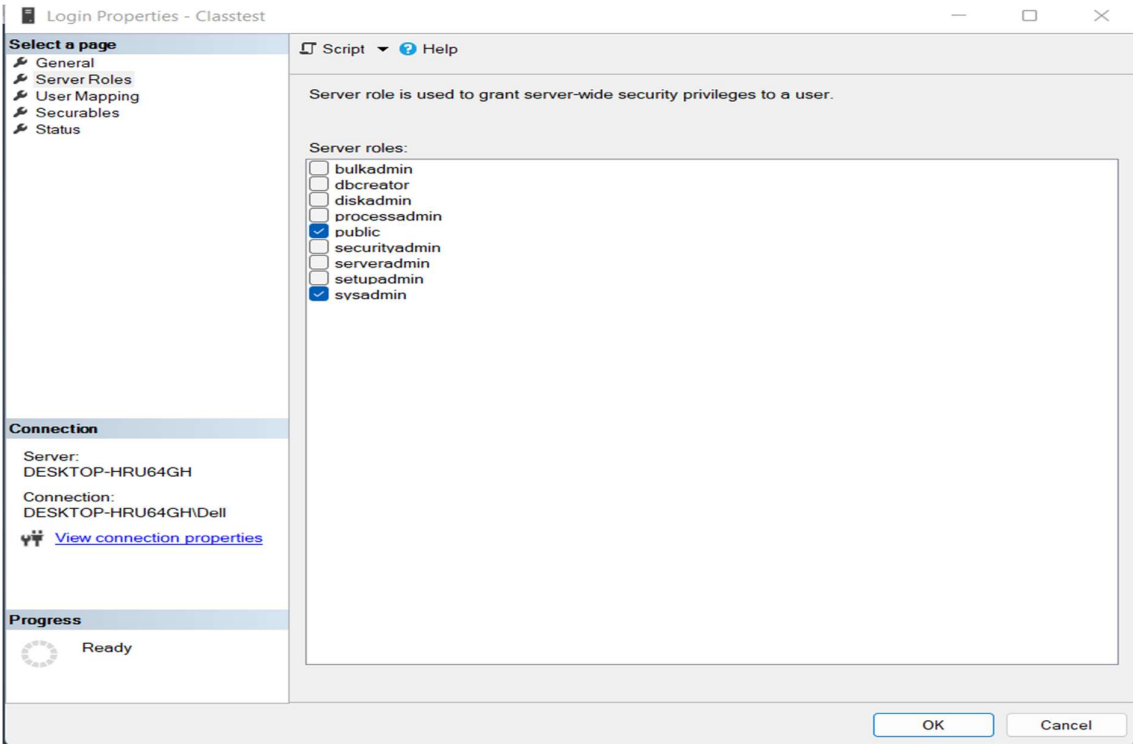 Login Properties - Classtest
Select a page
General
Server Roles
User Mapping
Securables
Status
Script Help
Server role is used to grant server-wide security privileges to a user.
Server roles:
bulkadmin
dbcreator
diskadmin
processadmin
public
securityadmin
serveradmin
setupadmin
sysadmin
Connection
Server:
DESKTOP-HRU64GH
Connection:
DESKTOP-HRU64GH\Dell
View connection properties
Progress
Ready
OK Cancel